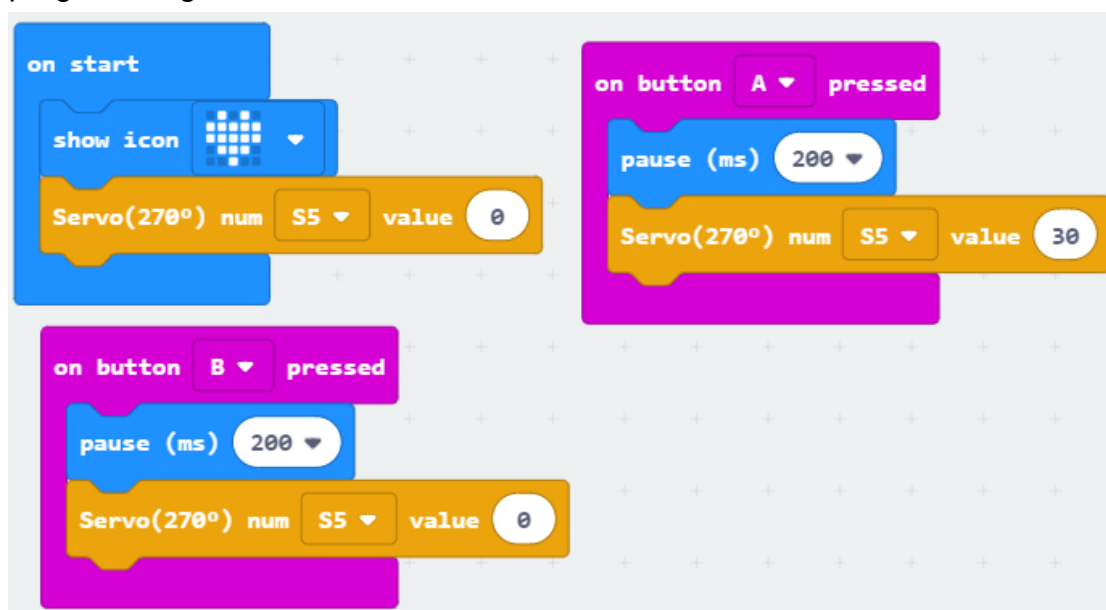 on start
show icon
Servo(270º) num S5 value 0
on button A pressed
pause (ms) 200
Servo(270º) num S5 value 30
on button B pressed
pause (ms) 200
Servo(270º) num S5 value 0